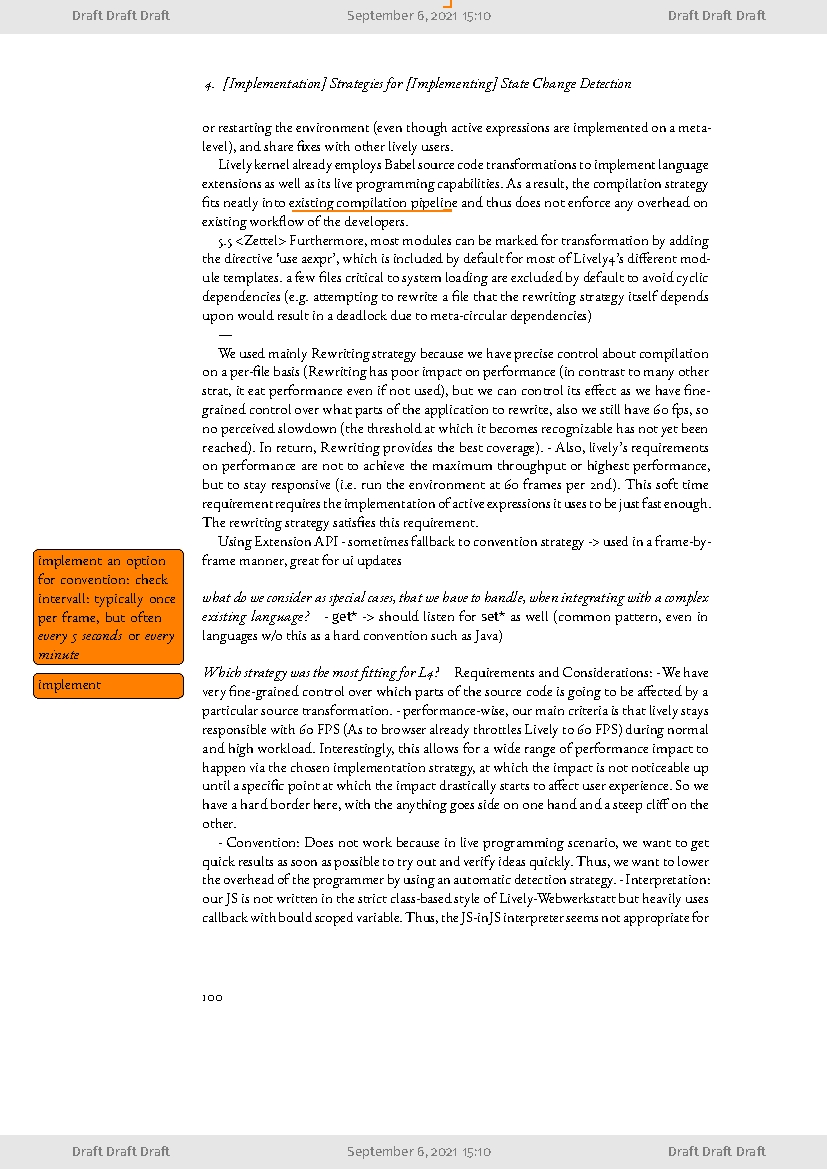 Draft Draft Draft September 6, 2021 15:10 Draft Draft Draft
4. [Implementation] Strategies for [Implementing] State Change Detection
or restarting the environment (even though active expressions are implemented on a meta-
level), and share fixes with other lively users.
Lively kernel already employs Babel source code transformations to implement language
extensions as well as its live programming capabilities. As a result, the compilation strategy
fits neatly into existing compilation pipeline and thus does not enforce any overhead on
existing workflow of the developers.
5.5 <Zettel> Furthermore, most modules can be marked for transformation by adding
the directive 'use aexpr', which is included by default for most of Lively4's different mod-
ule templates. a few files critical to system loading are excluded by default to avoid cyclic
dependencies (e.g. attempting to rewrite a file that the rewriting strategy itself depends
upon would result in a deadlock due to meta-circular dependencies)
—
We used mainly Rewriting strategy because we have precise control about compilation
on a per-file basis (Rewriting has poor impact on performance (in contrast to many other
strat, it eat performance even if not used), but we can control its effect as we have fine-
grained control over what parts of the application to rewrite, also we still have 60 fps, so
no perceived slowdown (the threshold at which it becomes recognizable has not yet been
reached). In return, Rewriting provides the best coverage). - Also, lively's requirements
on performance are not to achieve the maximum throughput or highest performance,
but to stay responsive (i.e. run the environment at 60 frames per 2nd). This soft time
requirement requires the implementation of active expressions it uses to be just fast enough.
The rewriting strategy satisfies this requirement.
Using Extension API - sometimes fallback to convention strategy -> used in a frame-by-
frame manner, great for ui updates
implement an option
for convention: check
intervall: typically once
per frame, but often
every 5 seconds or every
minute
what do we consider as special cases, that we have to handle, when integrating with a complex
existing language? - get* -> should listen for set* as well (common pattern, even in
languages w/o this as a hard convention such as Java)
implement
Which strategy was the most fitting for L4? Requirements and Considerations: - We have
very fine-grained control over which parts of the source code is going to be affected by a
particular source transformation. - performance-wise, our main criteria is that lively stays
responsible with 60 FPS (As to browser already throttles Lively to 60 FPS) during normal
and high workload. Interestingly, this allows for a wide range of performance impact to
happen via the chosen implementation strategy, at which the impact is not noticeable up
until a specific point at which the impact drastically starts to affect user experience. So we
have a hard border here, with the anything goes side on one hand and a steep cliff on the
other.
- Convention: Does not work because in live programming scenario, we want to get
quick results as soon as possible to try out and verify ideas quickly. Thus, we want to lower
the overhead of the programmer by using an automatic detection strategy. - Interpretation:
our JS is not written in the strict class-based style of Lively-Webwerkstatt but heavily uses
callback with bould scoped variable. Thus, the JS-in JS interpreter seems not appropriate for
100
Draft Draft Draft September 6, 2021 15:10 Draft Draft Draft